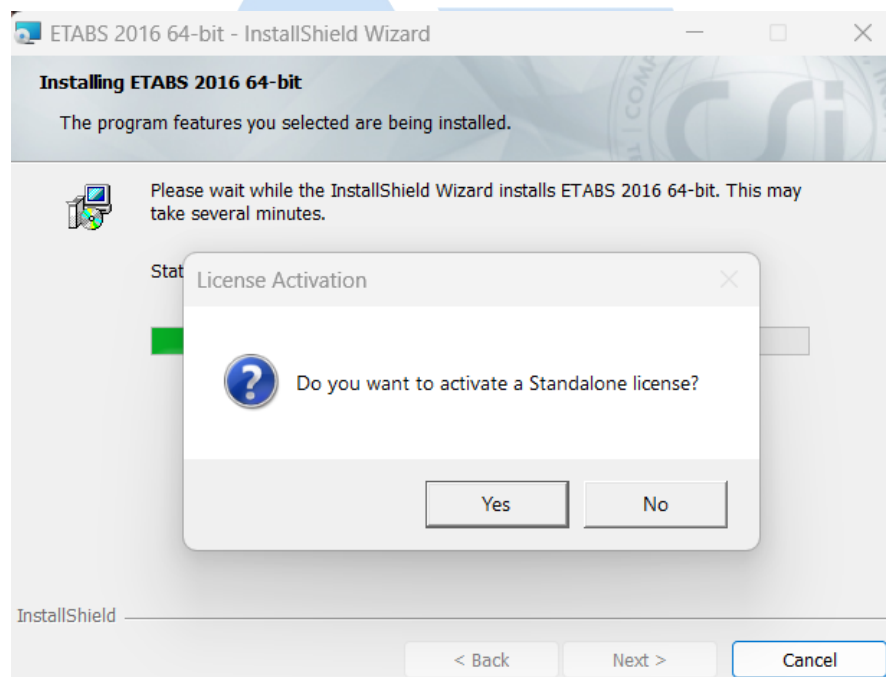 ETABS 2016 64-bit - InstallShield Wizard
Installing ETABS 2016 64-bit
The program features you selected are being installed.
Please wait while the InstallShield Wizard installs ETABS 2016 64-bit. This may
take several minutes.
Stat
License Activation
Do you want to activate a Standalone license?
Yes
No
InstallShield
< Back
Next >
Cancel